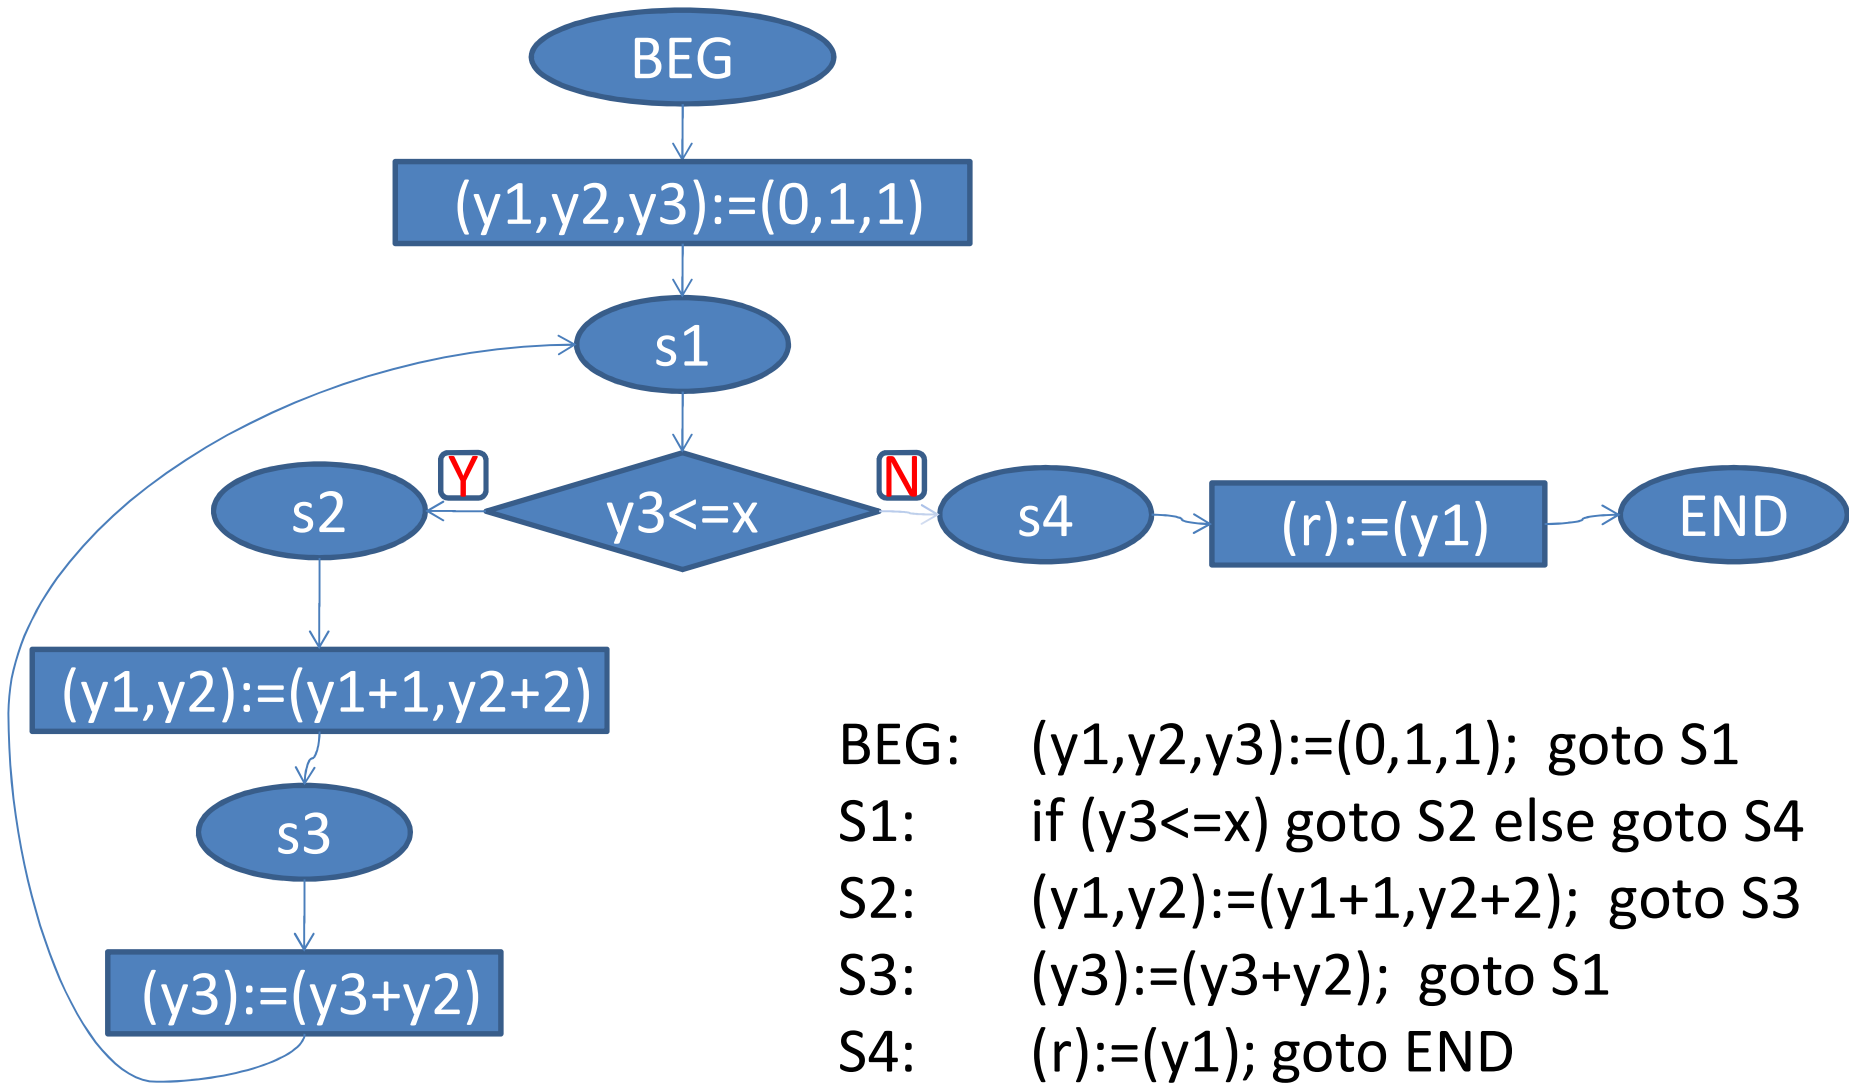 BEG
(y1,y2,y3):=(0,1,1)
s1
Y
N
s2
y3<=x
s4
(r):=(y1)
END
(y1,y2):=(y1+1,y2+2)
s3
(y3):=(y3+y2)
BEG: (y1,y2,y3):=(0,1,1); goto S1
S1: if (y3<=x) goto S2 else goto S4
S2: (y1,y2):=(y1+1,y2+2); goto S3
S3: (y3):=(y3+y2); goto S1
S4: (r):=(y1); goto END